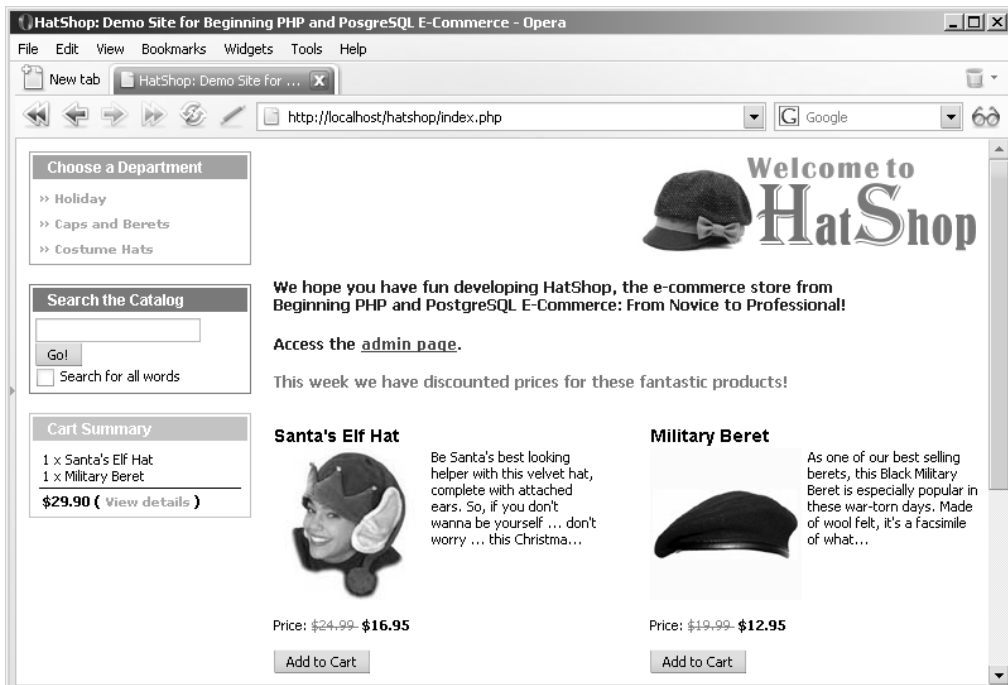 HatShop: Demo Site for Beginning PHP and PosgreSQL E-Commerce - Opera
File Edit View Bookmarks Widgets Tools Help
New tab
HatShop: Demo Site for ...
http://localhost/hatshop/index.php
G Google
Choose a Department
» Holiday
» Caps and Berets
» Costume Hats
Search the Catalog
Go!
Search for all words
Cart Summary
1 x Santa's Elf Hat
1 x Military Beret
$29.90 ( View details )
Welcome to
HatShop
We hope you have fun developing HatShop, the e-commerce store from
Beginning PHP and PostgreSQL E-Commerce: From Novice to Professional!
Access the admin page.
This week we have discounted prices for these fantastic products!
Santa's Elf Hat
Be Santa's best looking
helper with this velvet hat,
complete with attached
ears. So, if you don't
wanna be yourself ... don't
worry ... this Christma...
Price: $24.99 $16.95
Add to Cart
Military Beret
As one of our best selling
berets, this Black Military
Beret is especially popular in
these war-torn days. Made
of wool felt, it's a facsimile
of what...
Price: $19.99 $12.95
Add to Cart